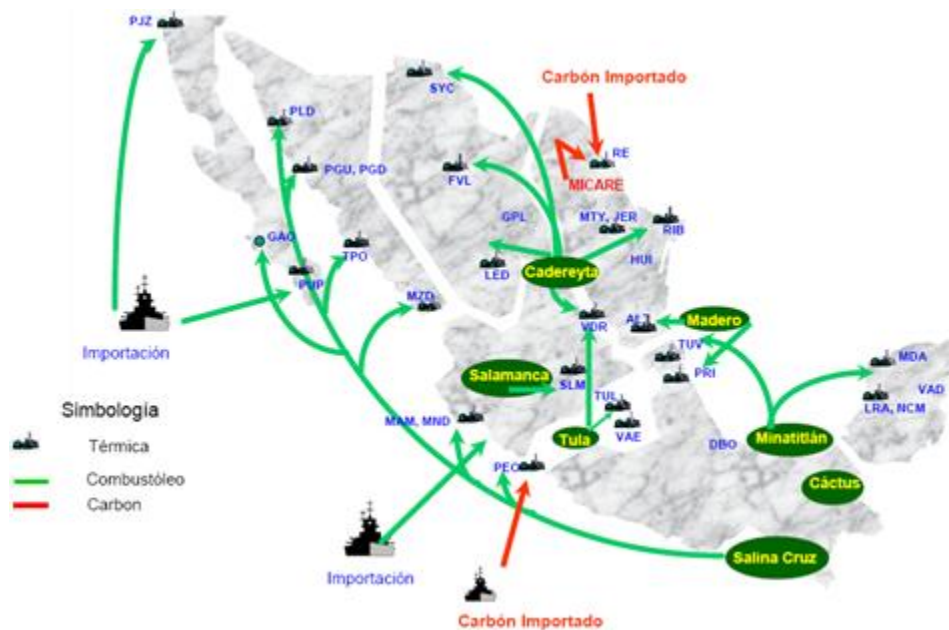 PJZ
SYC
Carbón Importado
PLD
RE
PGU, PGD
FVL
MICARE
GPL
MTY, JER
RIB
GAO
TPO
HUI
LED
Cadereyta
PUP
MZD
VDR
Madero
Importación
TUV
MDA
Salamanca
SLM
PRI
VAD
Simbología
TUL
LRA, NCM
MAM, MND
Tula
VAE
DBO
Minatitlán
Térmica
PEO
Combustóleo
Cáctus
Carbon
Salina Cruz
Importación
Carbón Importado